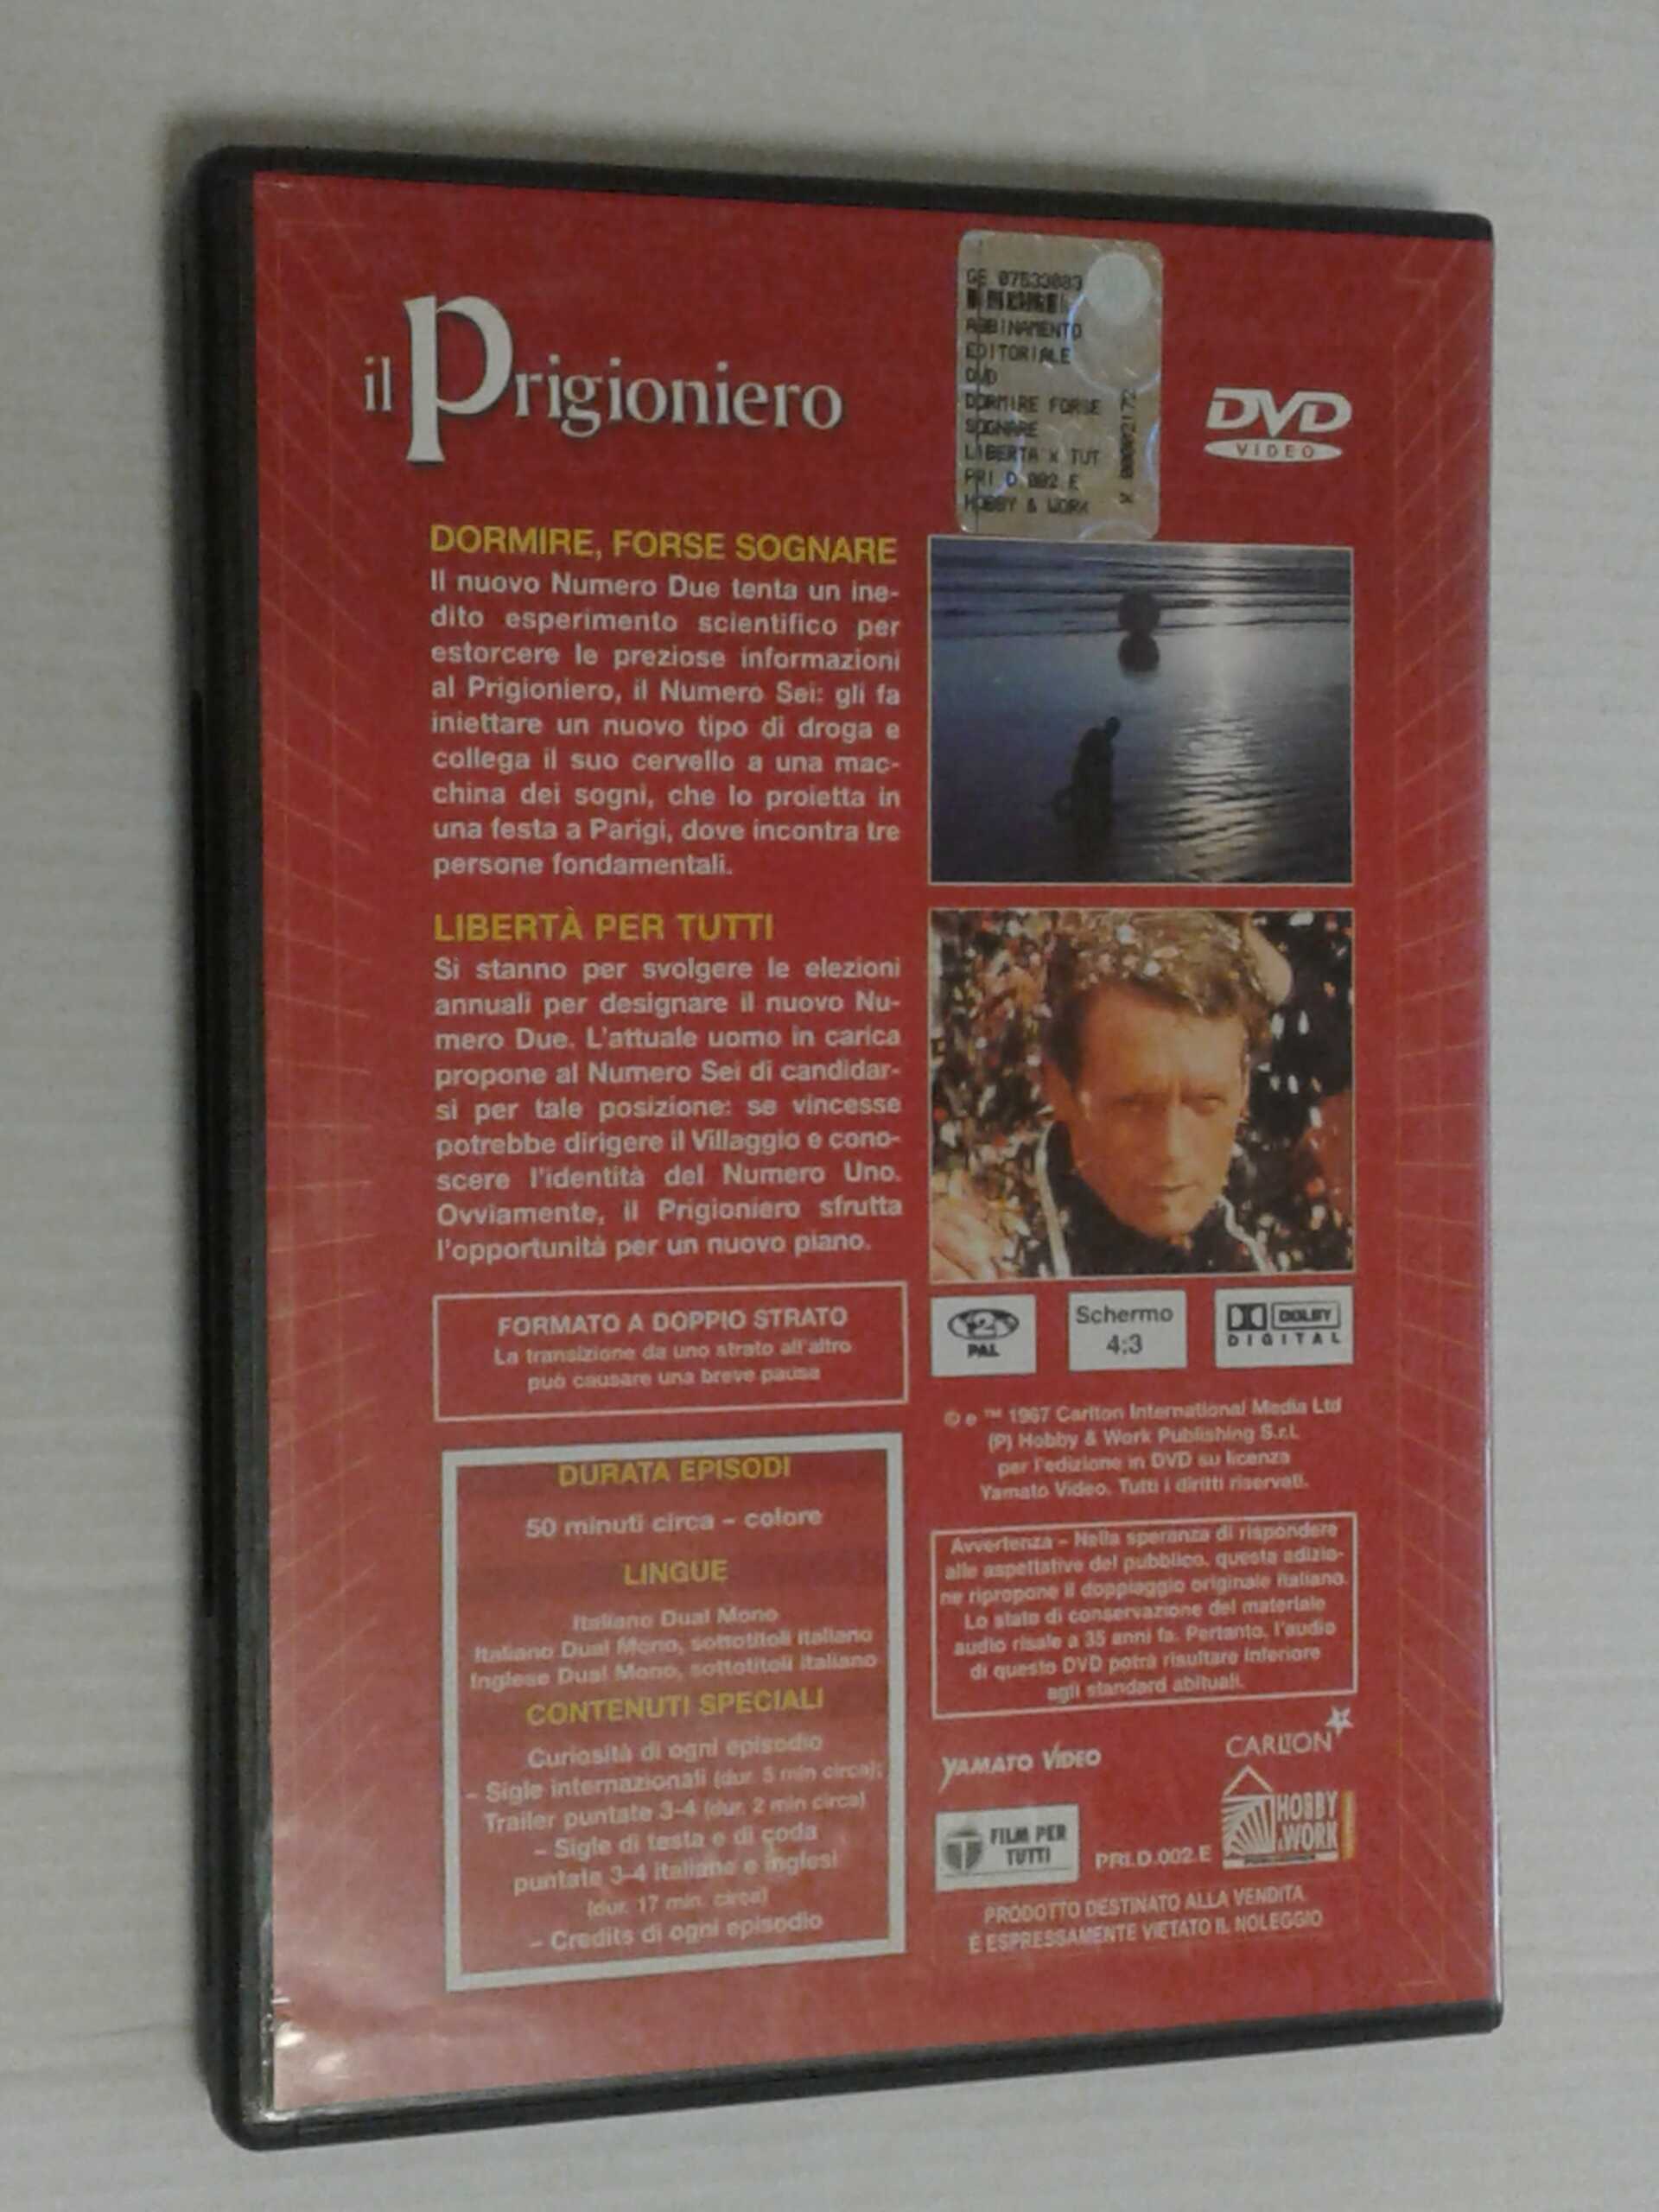 il Prigioniero
GE 07533083
ABBINAMENTO
EDITORIALE
DVD
DORMIRE FORSE
SOGNARE
LIBERTA X TUT
PRI D 002 E
HOBBY & WORK
DVD
VIDEO
DORMIRE, FORSE SOGNARE
Il nuovo Numero Due tenta un ine-
dito esperimento scientifico per
estorcere le preziose informazioni
al Prigioniero, il Numero Sei: gli fa
iniettare un nuovo tipo di droga e
collega il suo cervello a una mac-
china dei sogni, che lo proietta in
una festa a Parigi, dove incontra tre
persone fondamentali.
LIBERTÀ PER TUTTI
Si stanno per svolgere le elezioni
annuali per designare il nuovo Nu-
mero Due. L'attuale uomo in carica
propone al Numero Sei di candidar-
si per tale posizione: se vincesse
potrebbe dirigere il Villaggio e cono-
scere l'identità del Numero Uno.
Ovviamente, il Prigioniero sfrutta
l'opportunità per un nuovo piano.
FORMATO A DOPPIO STRATO
La transizione da uno strato all'altro
può causare una breve pausa
DURATA EPISODI
50 minuti circa – colore
LINGUE
Italiano Dual Mono
Italiano Dual Mono, sottotitoli italiano
Inglese Dual Mono, sottotitoli italiano
CONTENUTI SPECIALI
Curiosità di ogni episodio
– Sigle internazionali (dur. 5 min circa);
Trailer puntate 3-4 (dur. 2 min circa)
– Sigle di testa e di coda
puntate 3-4 italiane e inglesi
(dur. 17 min. circa)
– Credits di ogni episodio
2
PAL
Schermo
4:3
DOLBY
DIGITAL
© e ™ 1967 Carlton International Media Ltd
(P) Hobby & Work Publishing S.r.l.
per l'edizione in DVD su licenza
Yamato Video. Tutti i diritti riservati.
Avvertenza – Nella speranza di rispondere
alle aspettative del pubblico, questa edizio-
ne ripropone il doppiaggio originale italiano.
Lo stato di conservazione del materiale
audio risale a 35 anni fa. Pertanto, l'audio
di questo DVD potrà risultare inferiore
agli standard abituali.
YAMATO VIDEO
CARLTON
FILM PER
TUTTI
PRI.D.002.E
HOBBY
& WORK
PRODOTTO DESTINATO ALLA VENDITA
È ESPRESSAMENTE VIETATO IL NOLEGGIO